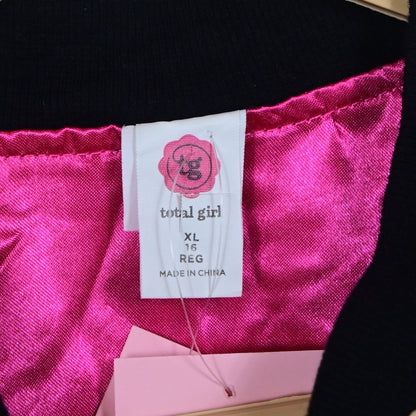 tg
total girl
XL
16
REG
MADE IN CHINA